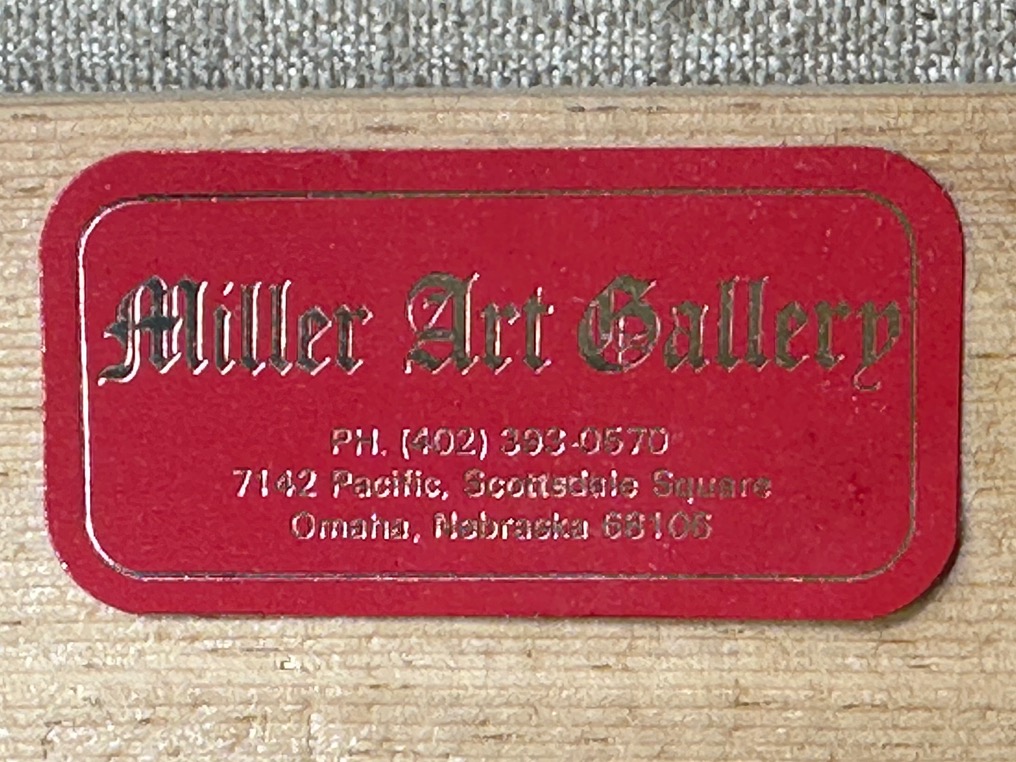 Miller Art Gallery
PH. (402) 393-0570
7142 Pacific, Scottsdale Square
Omaha, Nebraska 68106